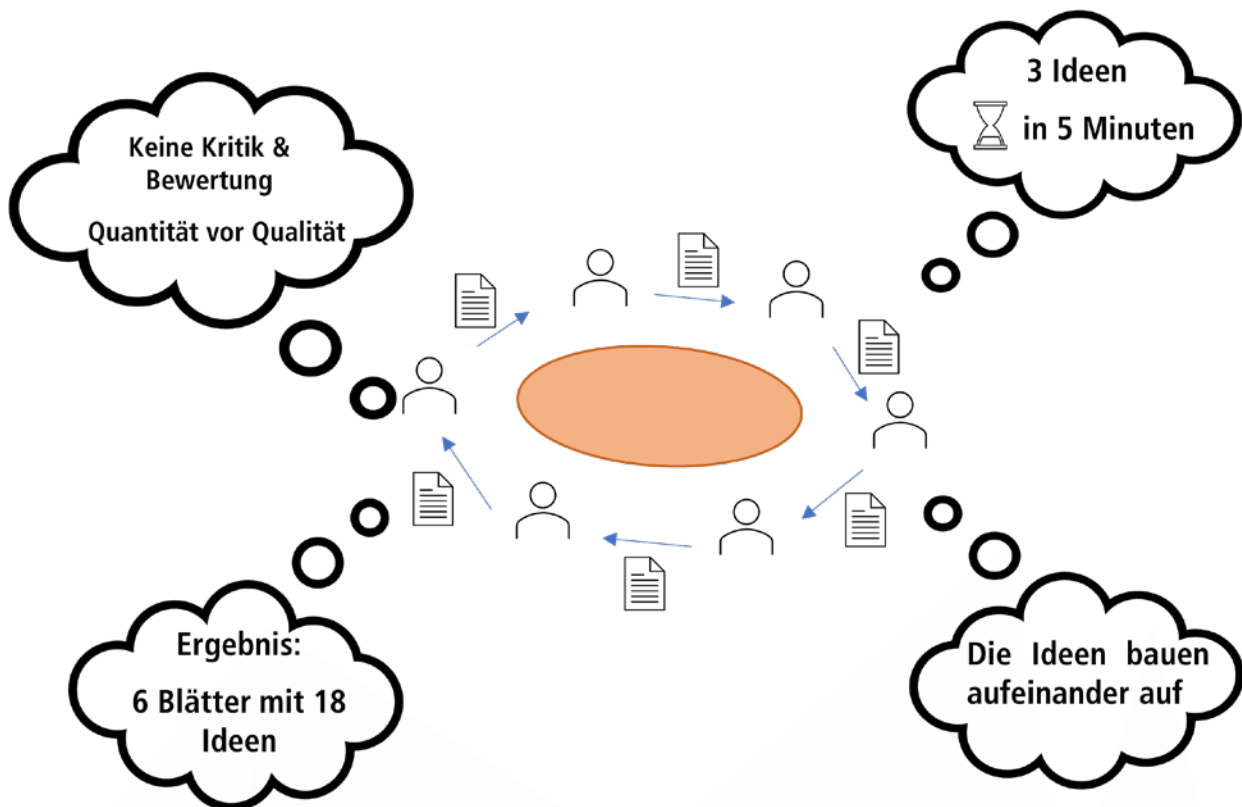 Keine Kritik &
Bewertung
Quantität vor Qualität
3 Ideen
in 5 Minuten
Ergebnis:
6 Blätter mit 18
Ideen
Die Ideen bauen
aufeinander auf